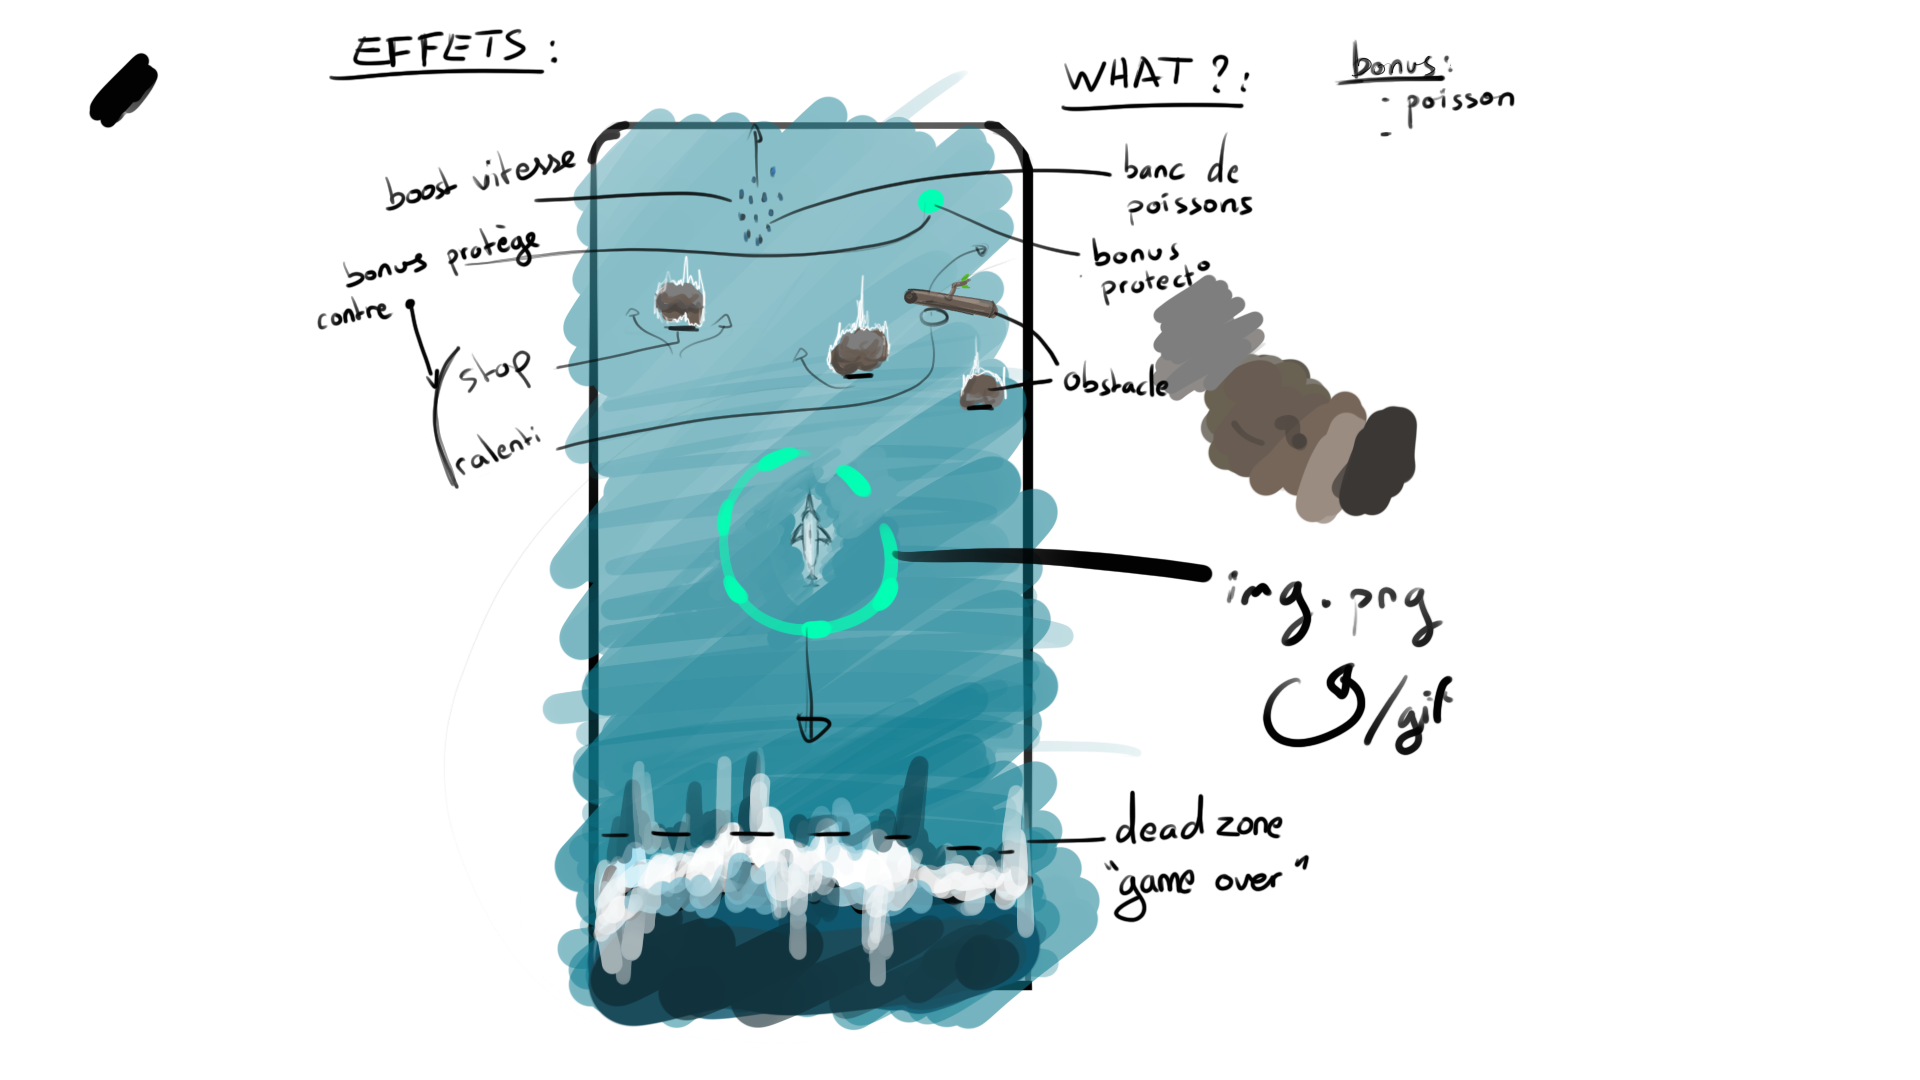 EFFETS :
boost vitesse
bonus protège
contre
stop
ralenti
WHAT ? :
banc de
poissons
bonus
protect°
obstacle
bonus :
- poisson
-
img.png
/gif
dead zone
"game over"